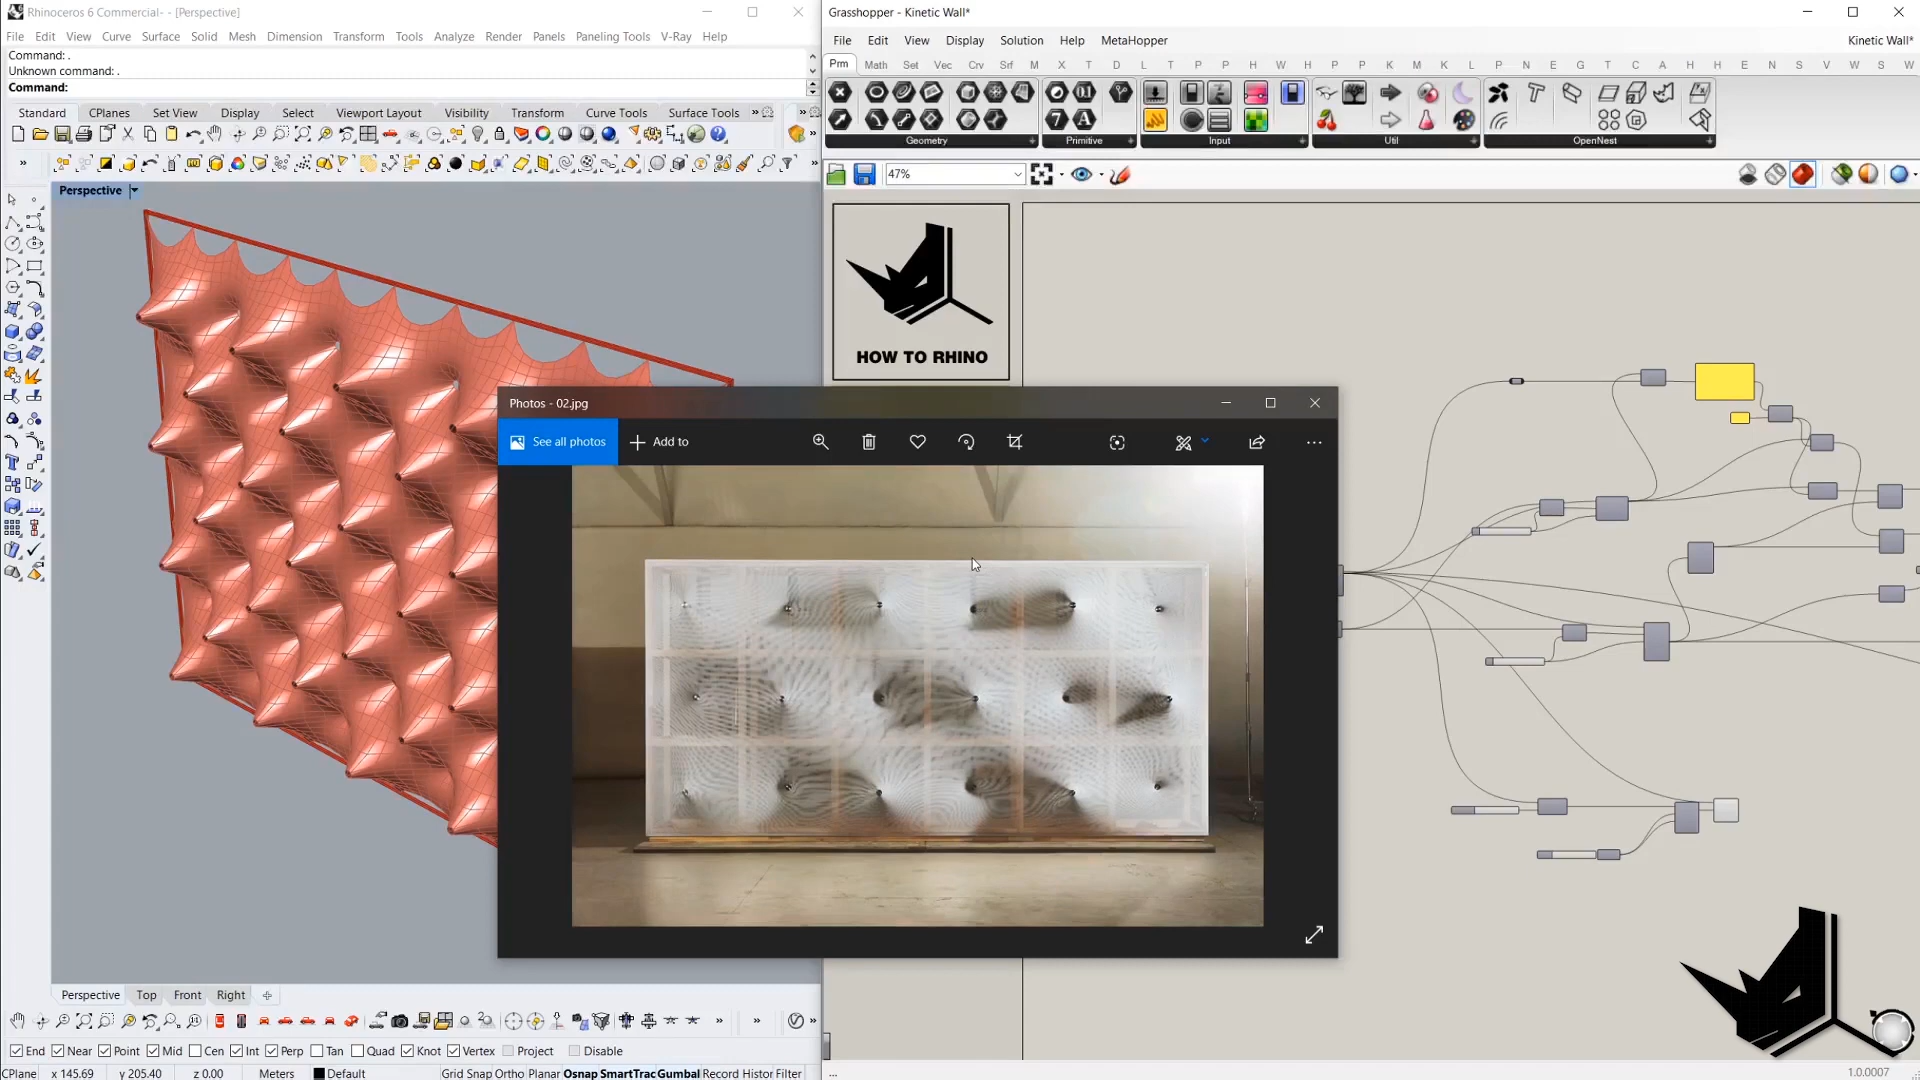 Rhinoceros 6 Commercial- - [Perspective]
File Edit View Curve Surface Solid Mesh Dimension Transform Tools Analyze Render Panels Paneling Tools V-Ray Help
Command: .
Unknown command: .
Command:
Standard CPlanes Set View Display Select Viewport Layout Visibility Transform Curve Tools Surface Tools »
Perspective
Grasshopper - Kinetic Wall*
File Edit View Display Solution Help MetaHopper Kinetic Wall*
Prm Math Set Vec Crv Srf M X T D L T P P H W H P K M K L P N E G T C A H H E V N S V W S W
Geometry Primitive Input Util OpenNest
47%
HOW TO RHINO
Photos - 02.jpg
See all photos Add to
Perspective Top Front Right
End Near Point Mid Cen Int Perp Tan Quad Knot Vertex Project Disable
CPlane x 145.69 y 205.40 z 0.00 Meters Default Grid Snap Ortho Planar Osnap SmartTrac Gumbal Record Histor Filter
...
1.0.0007